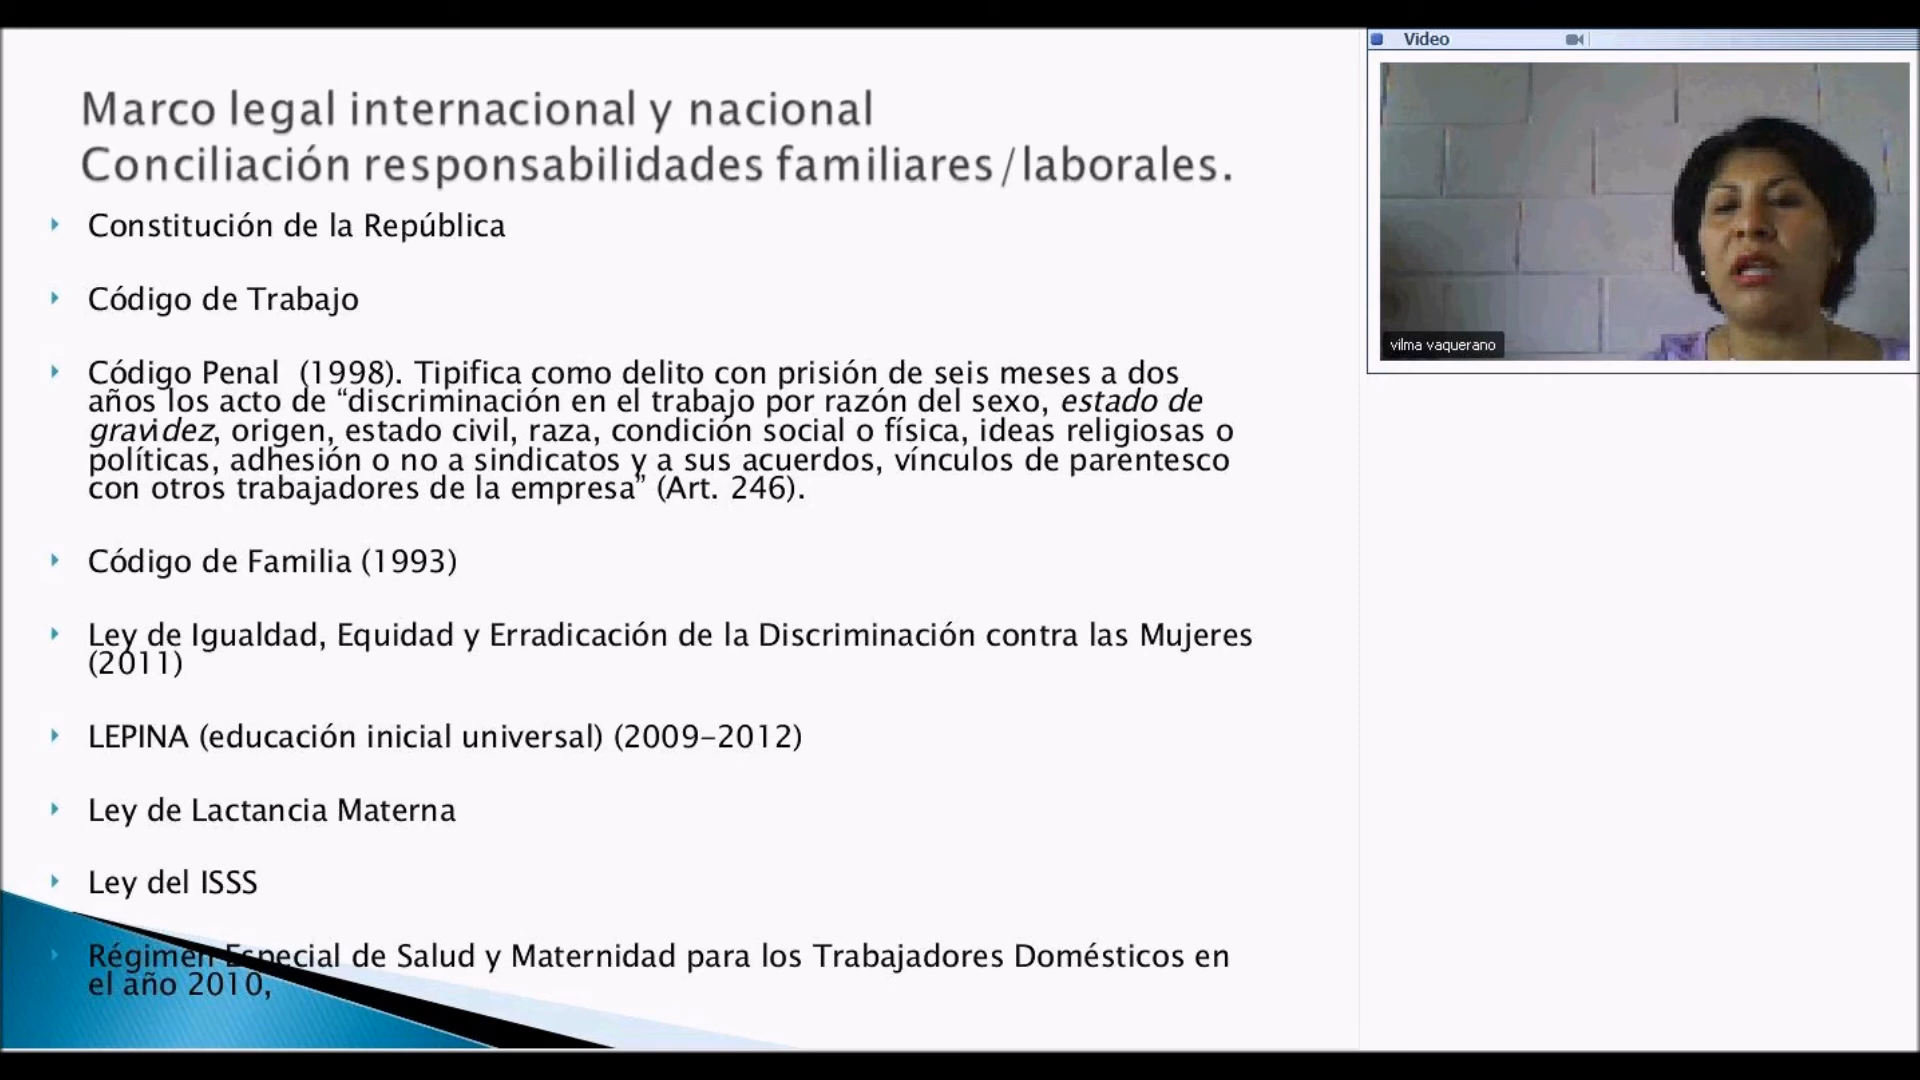 Marco legal internacional y nacional
Conciliación responsabilidades familiares/laborales.
Constitución de la República
Código de Trabajo
Código Penal (1998). Tipifica como delito con prisión de seis meses a dos
años los acto de “discriminación en el trabajo por razón del sexo, estado de
gravidez, origen, estado civil, raza, condición social o física, ideas religiosas o
políticas, adhesión o no a sindicatos y a sus acuerdos, vínculos de parentesco
con otros trabajadores de la empresa” (Art. 246).
Código de Familia (1993)
Ley de Igualdad, Equidad y Erradicación de la Discriminación contra las Mujeres
(2011)
LEPINA (educación inicial universal) (2009-2012)
Ley de Lactancia Materna
Ley del ISSS
Régimen Especial de Salud y Maternidad para los Trabajadores Domésticos en
el año 2010,
Video
vilma vaquerano